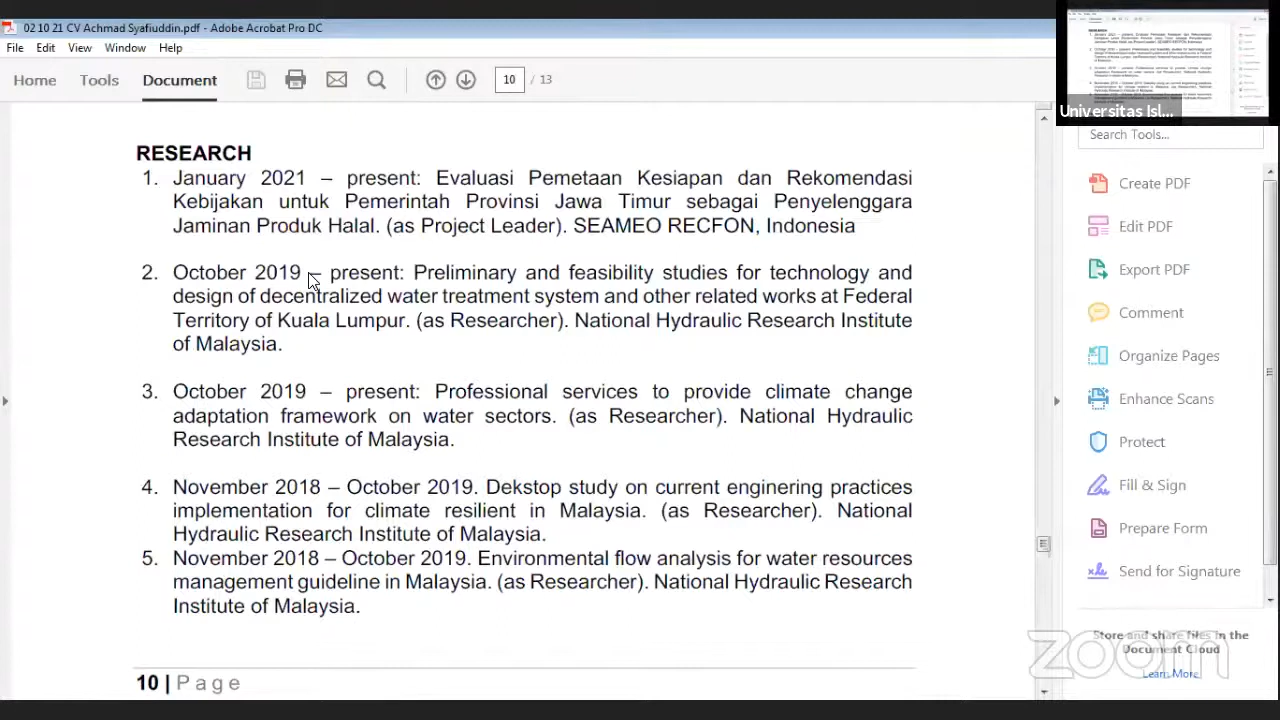 02 10 21 CV Achmad Syafiuddin.pdf - Adobe Acrobat Pro DC
File Edit View Window Help
Home Tools Document 10 / 13
Universitas Isl...
Search Tools...
RESEARCH
1. January 2021 – present: Evaluasi Pemetaan Kesiapan dan Rekomendasi
Kebijakan untuk Pemerintah Provinsi Jawa Timur sebagai Penyelenggara
Jaminan Produk Halal. (as Project Leader). SEAMEO RECFON, Indonesia
2. October 2019 – present: Preliminary and feasibility studies for technology and
design of decentralized water treatment system and other related works at Federal
Territory of Kuala Lumpur. (as Researcher). National Hydraulic Research Institute
of Malaysia.
3. October 2019 – present: Professional services to provide climate change
adaptation framework on water sectors. (as Researcher). National Hydraulic
Research Institute of Malaysia.
4. November 2018 – October 2019. Dekstop study on current enginering practices
implementation for climate resilient in Malaysia. (as Researcher). National
Hydraulic Research Institute of Malaysia.
5. November 2018 – October 2019. Environmental flow analysis for water resources
management guideline in Malaysia. (as Researcher). National Hydraulic Research
Institute of Malaysia.
10 | Page
Create PDF
Edit PDF
Export PDF
Comment
Organize Pages
Enhance Scans
Protect
Fill & Sign
Prepare Form
Send for Signature
Store and share files in the
Document Cloud
Learn More
zoom